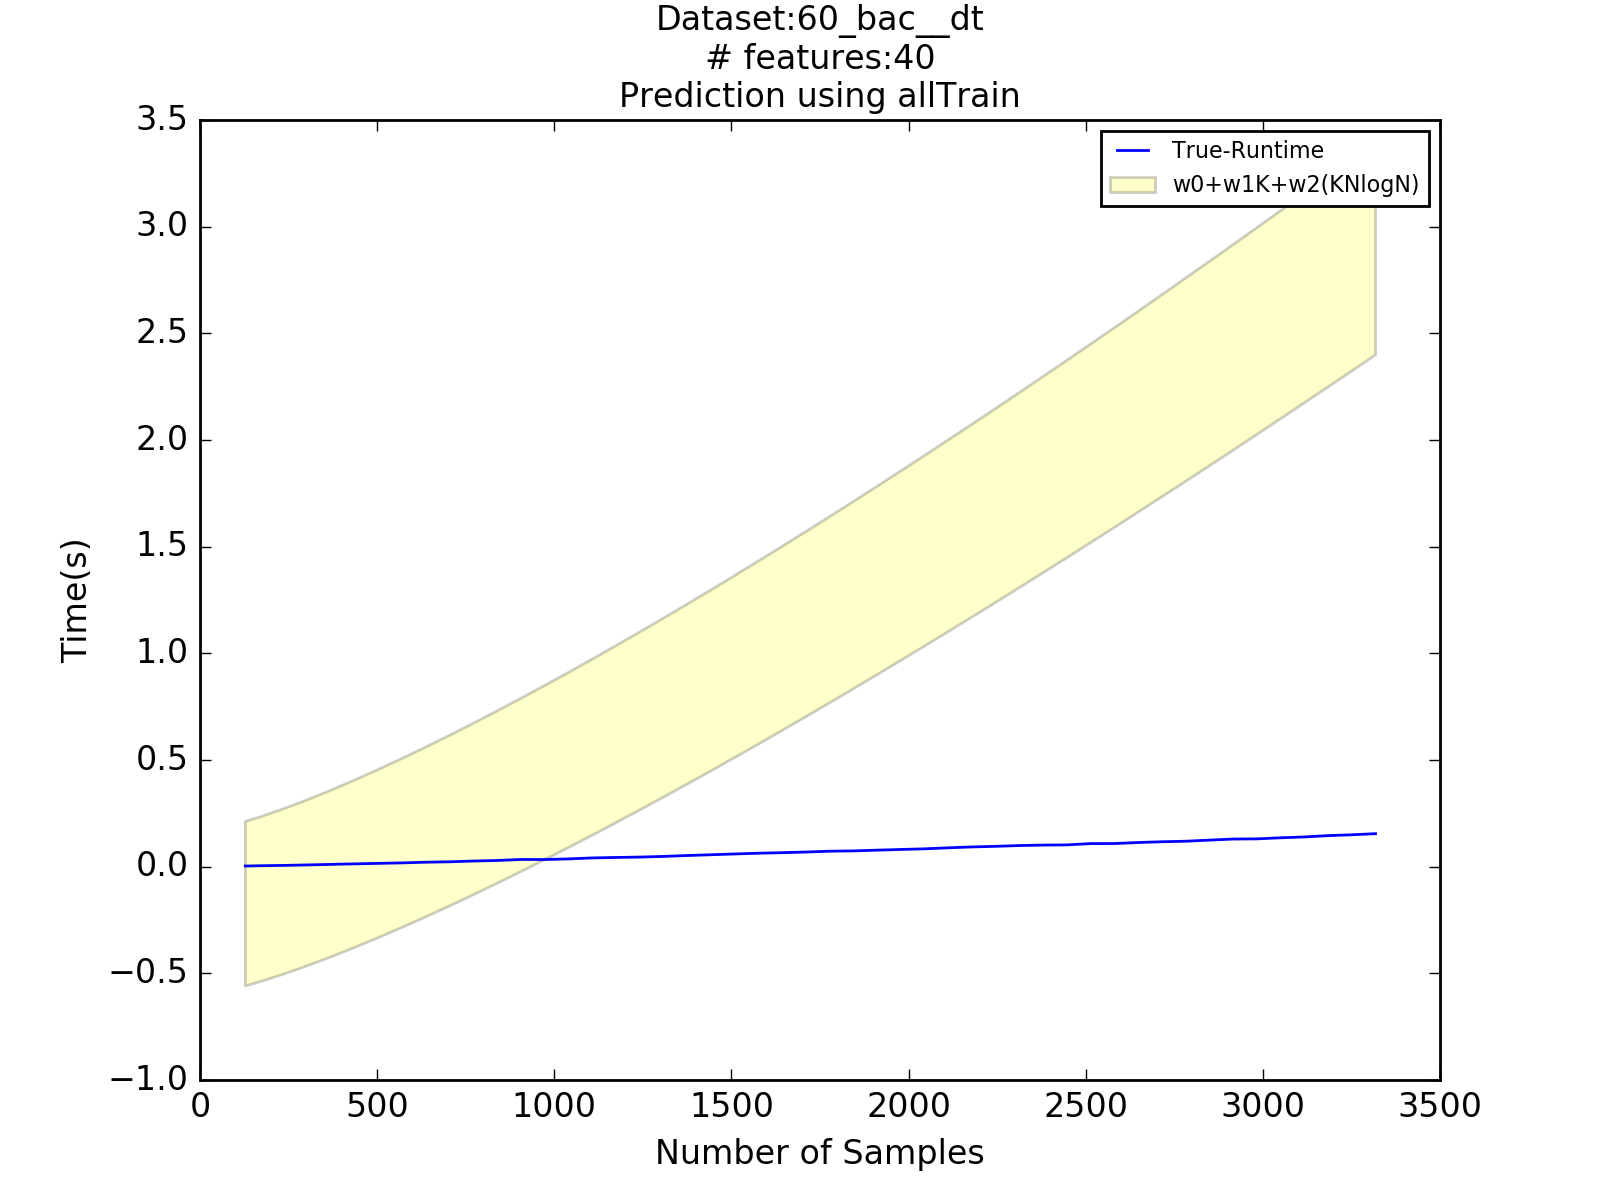 Dataset:60_bac__dt
# features:40
Prediction using allTrain
3.5
3.0
2.5
2.0
1.5
1.0
0.5
0.0
−0.5
−1.0
Time(s)
True-Runtime
w0+w1K+w2(KNlogN)
0 500 1000 1500 2000 2500 3000 3500
Number of Samples